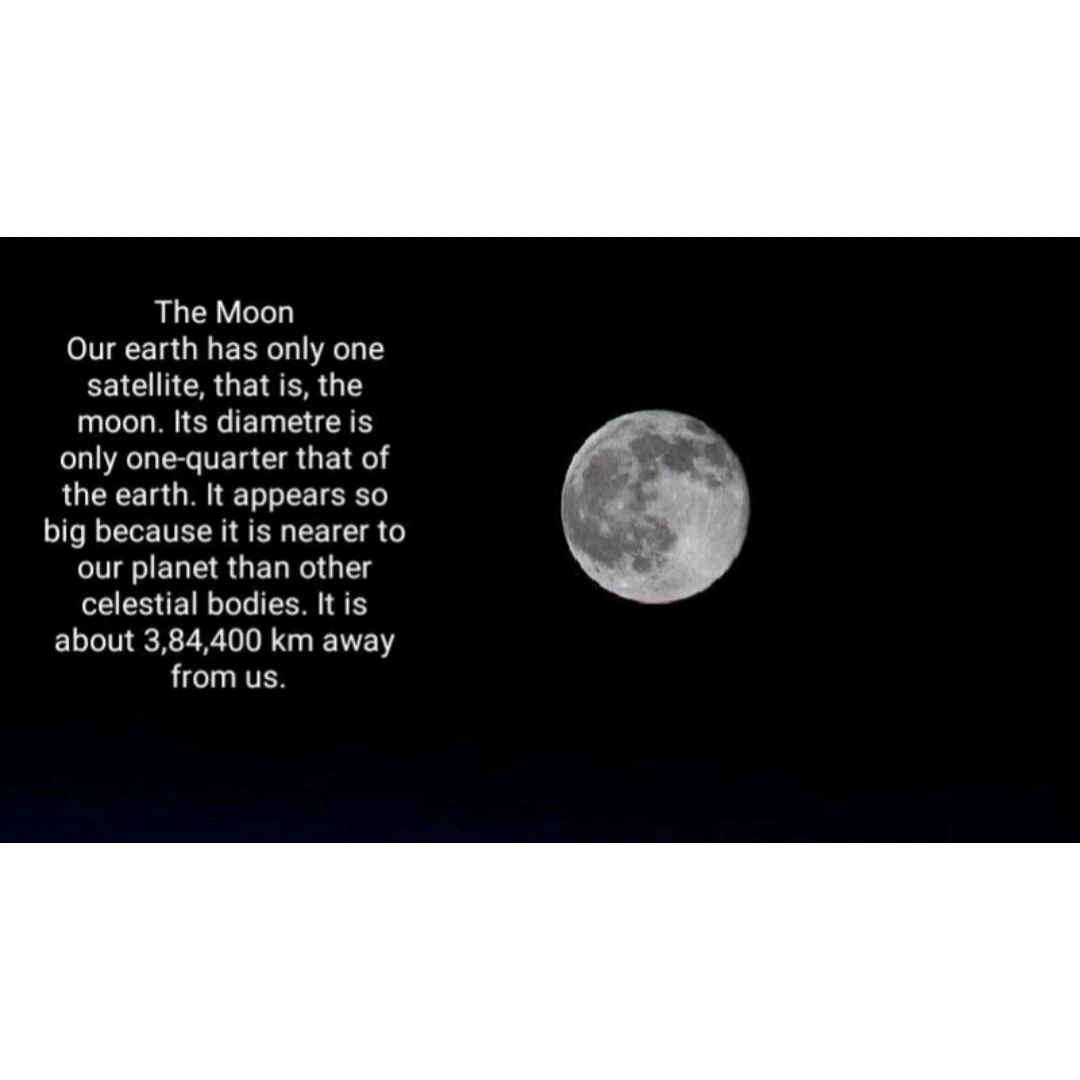 The Moon
Our earth has only one
satellite, that is, the
moon. Its diametre is
only one-quarter that of
the earth. It appears so
big because it is nearer to
our planet than other
celestial bodies. It is
about 3,84,400 km away
from us.